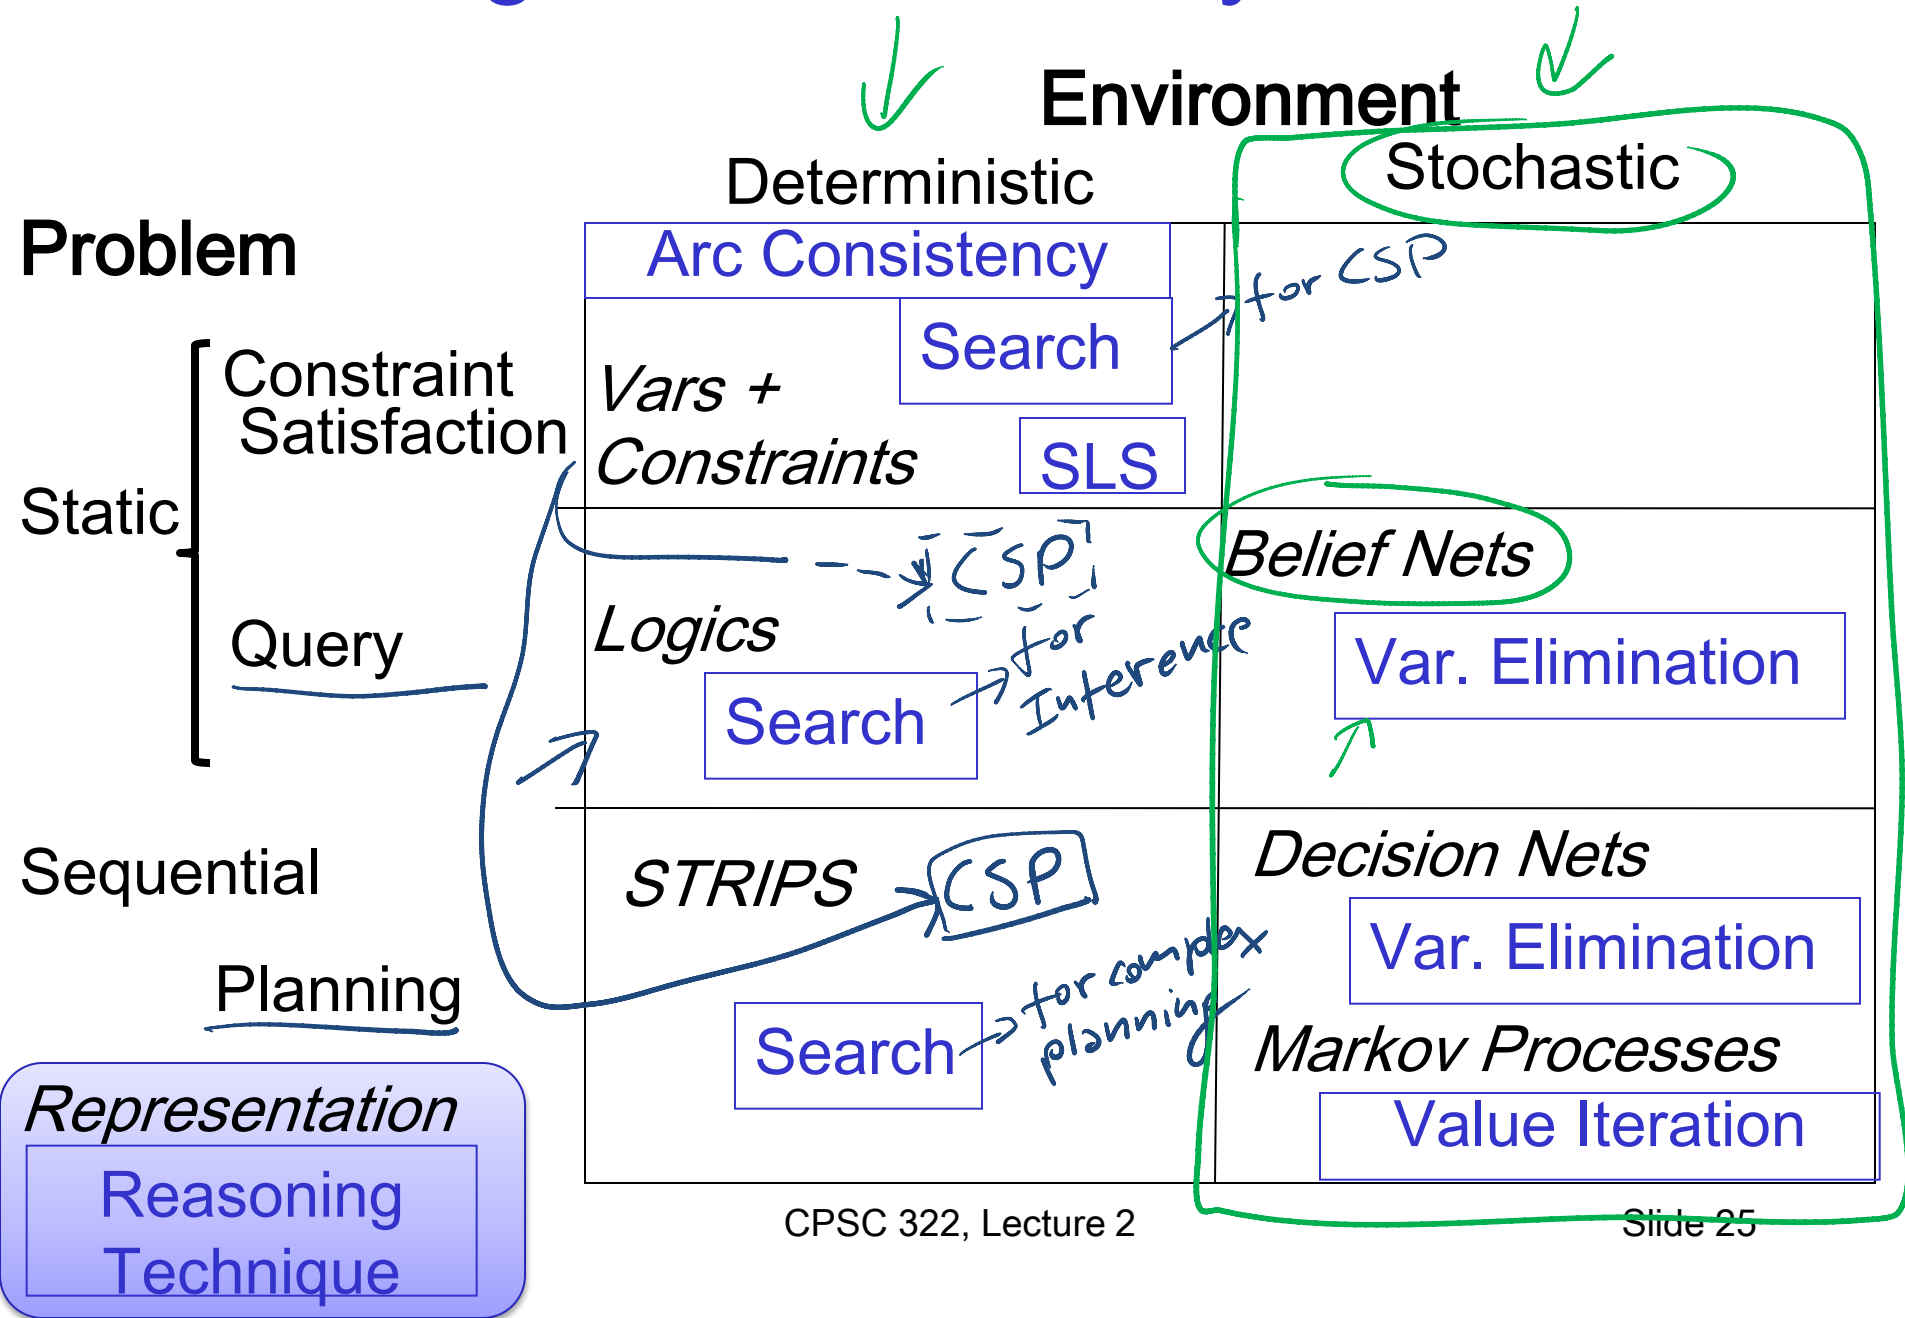 Environment
Deterministic
Stochastic
Problem
Arc Consistency
for CSP
Search
Constraint
Satisfaction
Vars +
Constraints
SLS
Static
CSP
Belief Nets
Query
Logics
for
Inference
Var. Elimination
Search
Sequential
STRIPS
CSP
Decision Nets
Var. Elimination
Planning
for complex
planning
Search
Markov Processes
Value Iteration
Representation
Reasoning
Technique
CPSC 322, Lecture 2
Slide 25